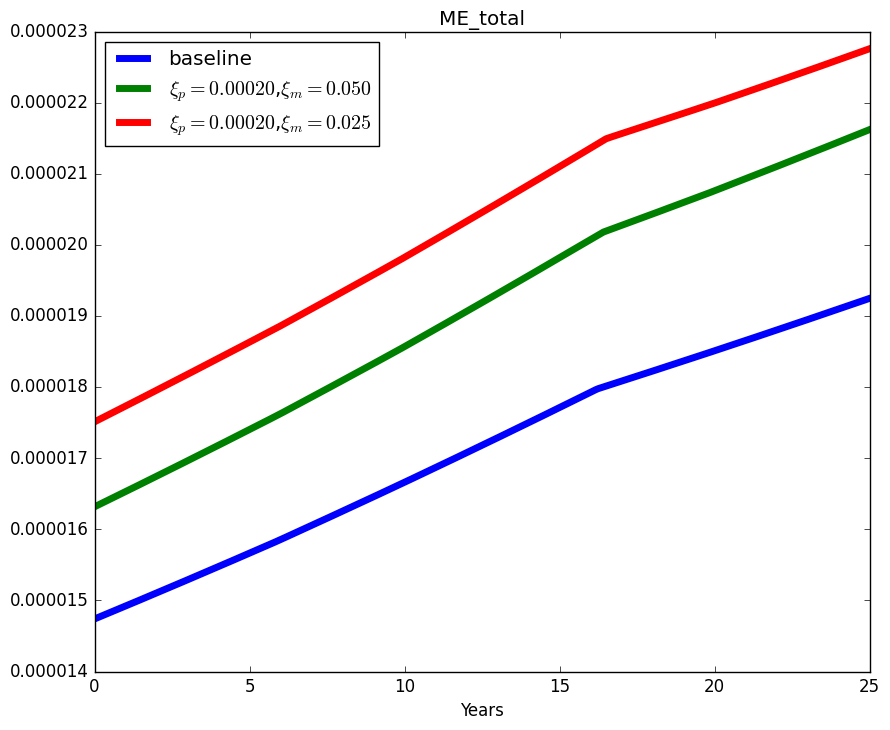 ME_total
0.000023
0.000022
0.000021
0.000020
0.000019
0.000018
0.000017
0.000016
0.000015
0.000014
baseline
ξp = 0.00020,ξm = 0.050
ξp = 0.00020,ξm = 0.025
0 5 10 15 20 25
Years